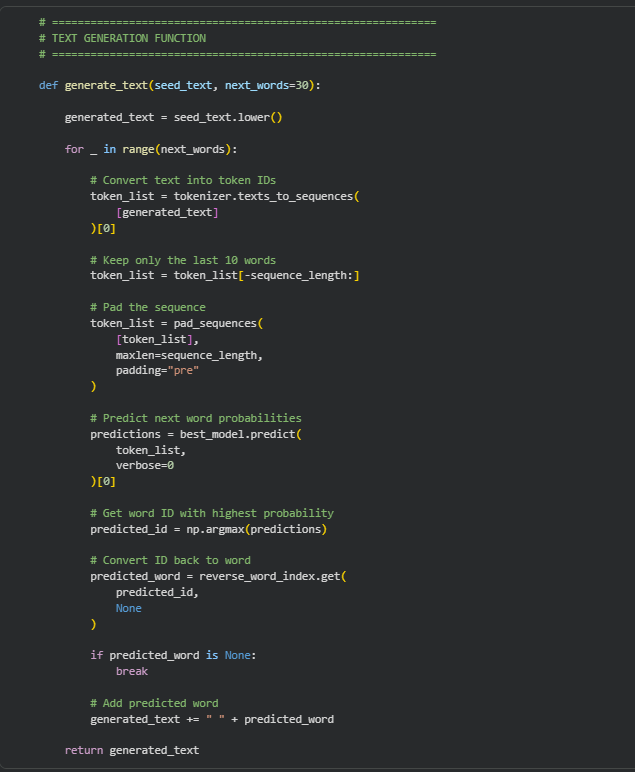 # ============================================================
# TEXT GENERATION FUNCTION
# ============================================================
def generate_text(seed_text, next_words=30):
    generated_text = seed_text.lower()
    for _ in range(next_words):
        # Convert text into token IDs
        token_list = tokenizer.texts_to_sequences(
            [generated_text]
        )[0]
        # Keep only the last 10 words
        token_list = token_list[-sequence_length:]
        # Pad the sequence
        token_list = pad_sequences(
            [token_list],
            maxlen=sequence_length,
            padding="pre"
        )
        # Predict next word probabilities
        predictions = best_model.predict(
            token_list,
            verbose=0
        )[0]
        # Get word ID with highest probability
        predicted_id = np.argmax(predictions)
        # Convert ID back to word
        predicted_word = reverse_word_index.get(
            predicted_id,
            None
        )
        if predicted_word is None:
            break
        # Add predicted word
        generated_text += " " + predicted_word
    return generated_text